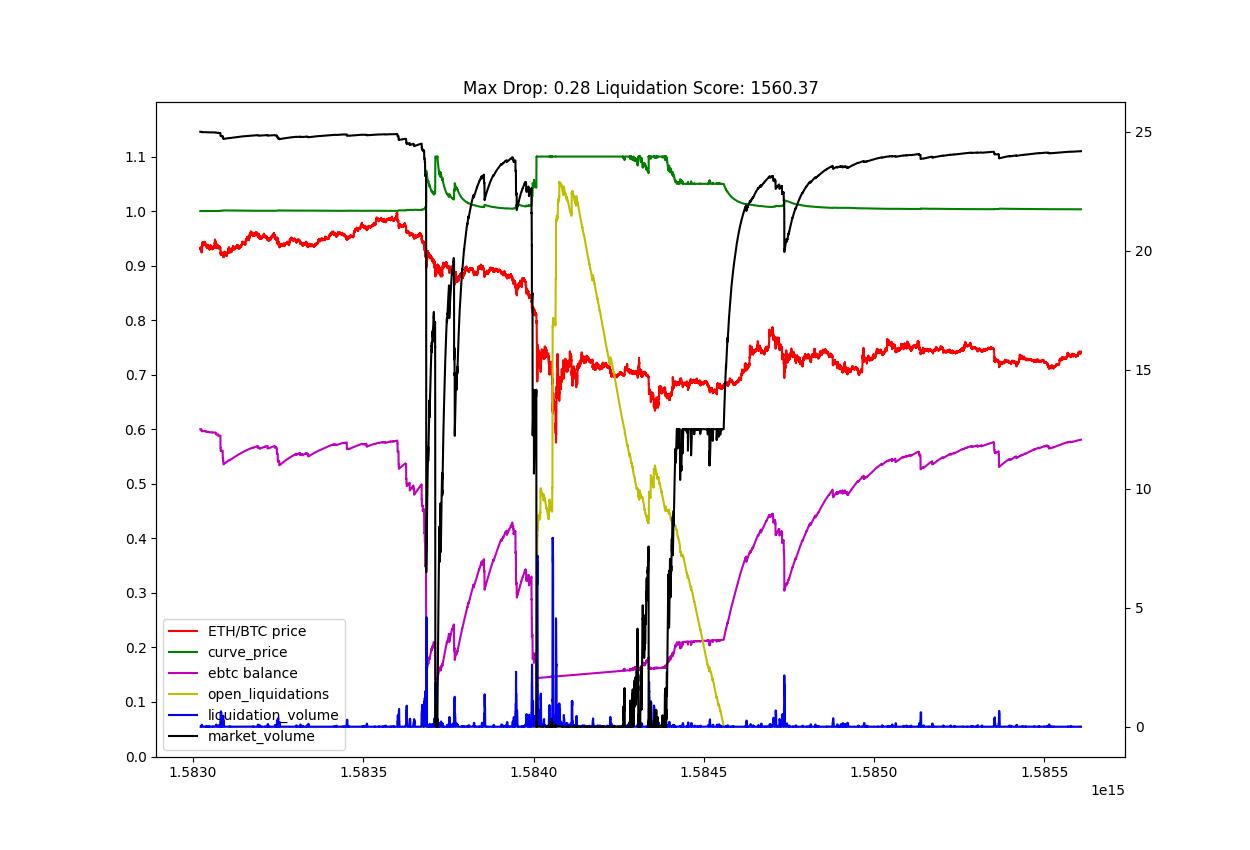 Max Drop: 0.28 Liquidation Score: 1560.37
1.1
1.0
0.9
0.8
0.7
0.6
0.5
0.4
0.3
0.2
0.1
0.0
25
20
15
10
5
0
ETH/BTC price
curve_price
ebtc balance
open_liquidations
liquidation_volume
market_volume
1.5830 1.5835 1.5840 1.5845 1.5850 1.5855
1e15